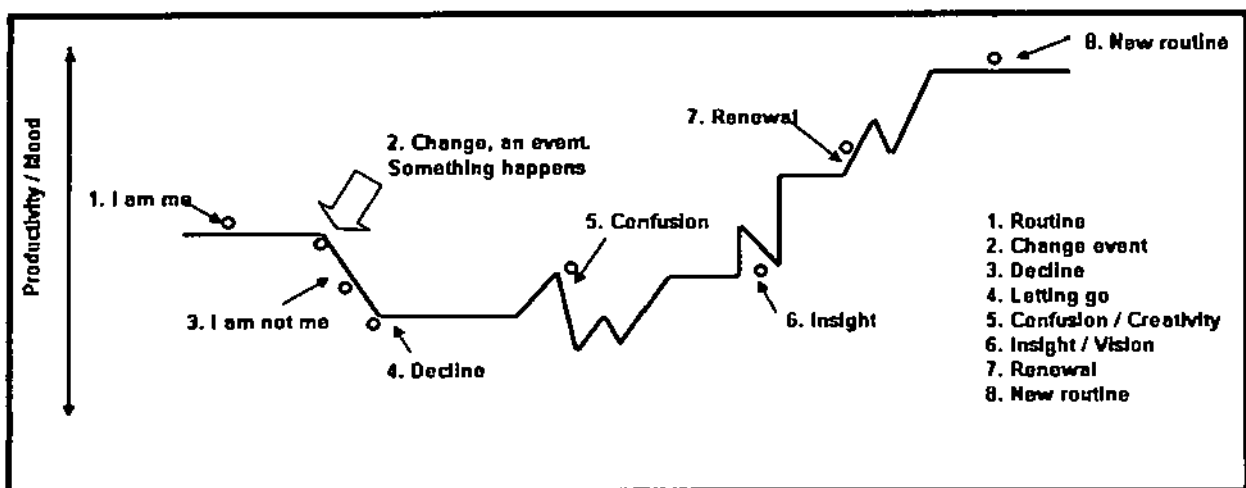 8. New routine
7. Renewal
2. Change, an event.
Something happens
1. I am me
5. Confusion
3. I am not me
4. Decline
6. Insight
Productivity / Mood
1. Routine
2. Change event
3. Decline
4. Letting go
5. Confusion / Creativity
6. Insight / Vision
7. Renewal
8. New routine